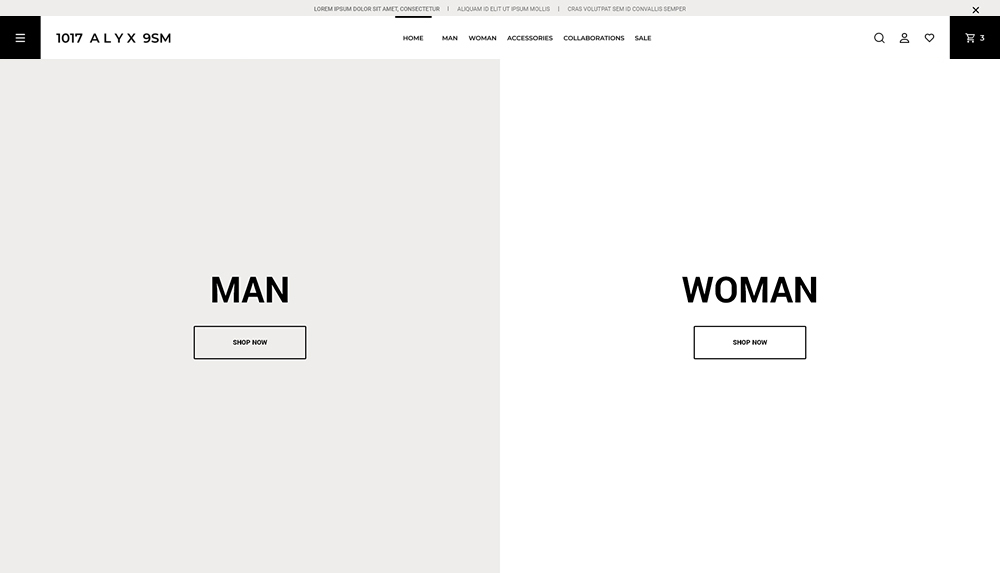 LOREM IPSUM DOLOR SIT AMET, CONSECTETUR | ALIQUAM ID ELIT UT IPSUM MOLLIS | CRAS VOLUTPAT SEM ID CONVALLIS SEMPER
1017 ALYX 9SM HOME MAN WOMAN ACCESSORIES COLLABORATIONS SALE 3
MAN
SHOP NOW
WOMAN
SHOP NOW